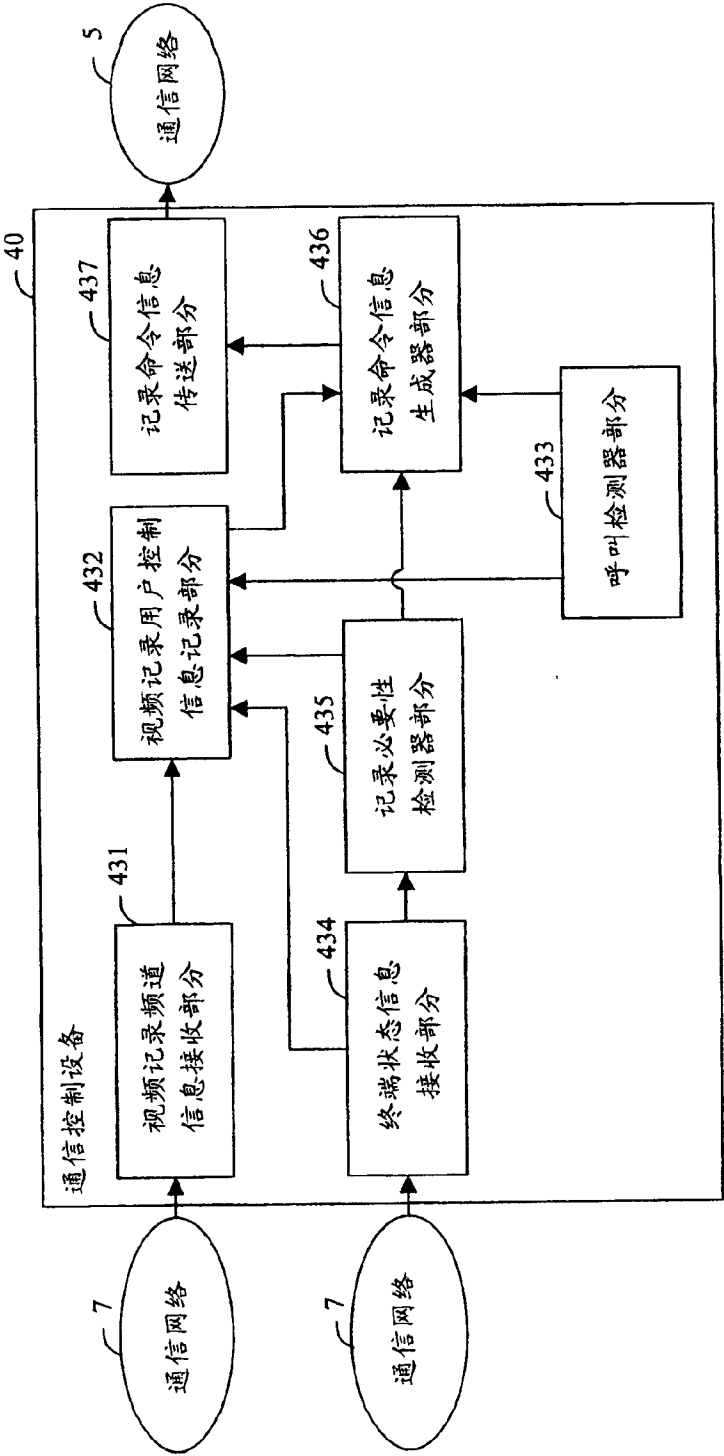 通信控制设备
40
7
通信网络
431
视频记录频道
信息接收部分
432
视频记录用户控制
信息记录部分
437
记录命令信息
传送部分
5
通信网络
7
通信网络
434
终端状态信息
接收部分
435
记录必要性
检测器部分
436
记录命令信息
生成器部分
433
呼叫检测器部分